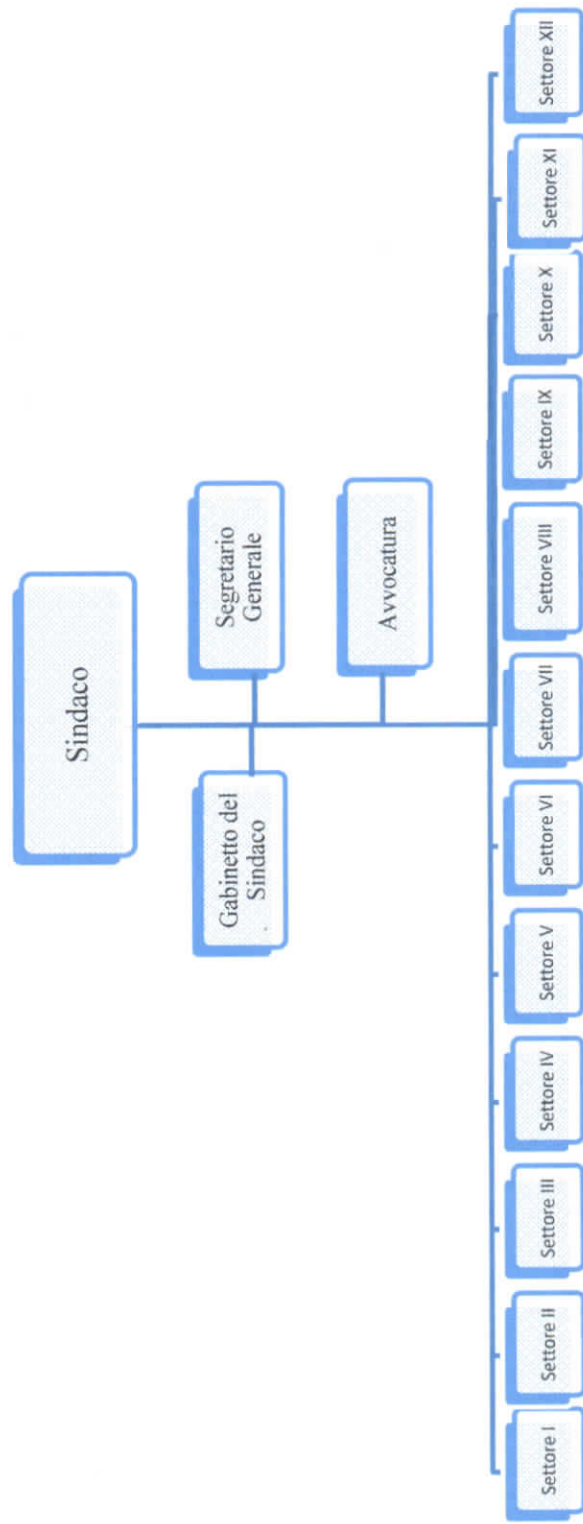 Sindaco
Gabinetto del
Sindaco
Segretario
Generale
Avvocatura
Settore I
Settore II
Settore III
Settore IV
Settore V
Settore VI
Settore VII
Settore VIII
Settore IX
Settore X
Settore XI
Settore XII